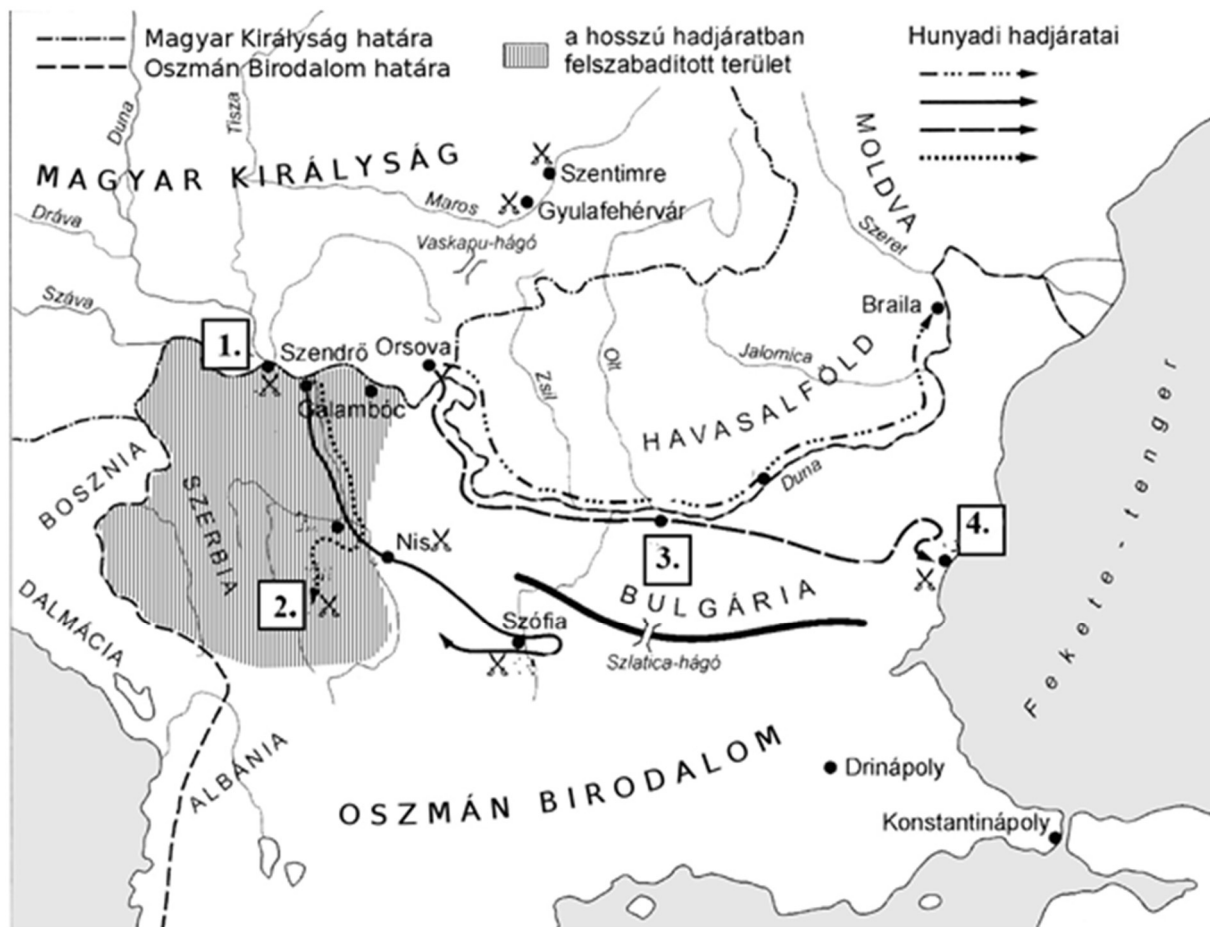 Magyar Királyság határa
Oszmán Birodalom határa
a hosszú hadjáratban
felszabadított terület
Hunyadi hadjáratai
Duna
Tisza
MAGYAR KIRÁLYSÁG
Szentimre
Gyulafehérvár
Maros
Vaskapu-hágó
MOLDVA
Szeret
Dráva
Száva
1.
Szendrő
Orsova
Galambóc
Braila
Jalomica
Zsil
Olt
HAVASALFÖLD
Duna
BOSZNIA
SZERBIA
Nis
2.
3.
4.
BULGÁRIA
Szófia
Szlatica-hágó
DALMÁCIA
ALBÁNIA
OSZMÁN BIRODALOM
Drinápoly
Konstantinápoly
Fekete-tenger